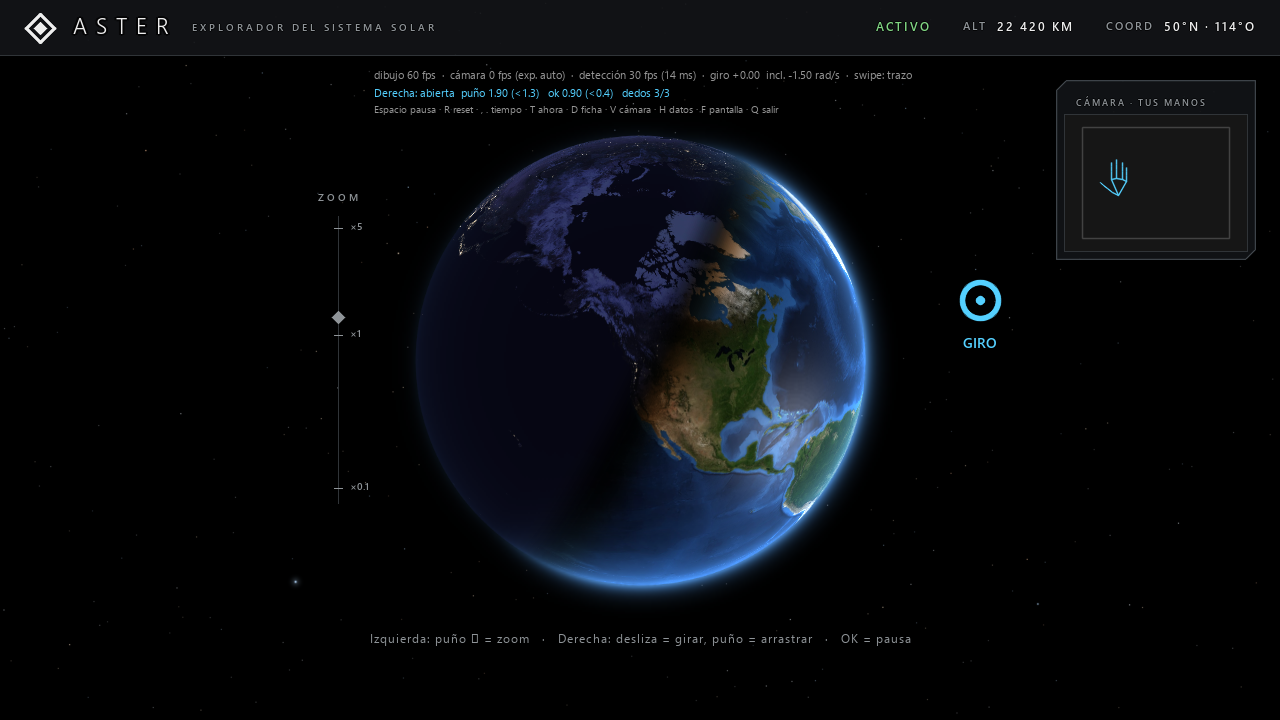 ASTER EXPLORADOR DEL SISTEMA SOLAR ACTIVO ALT 22 420 KM COORD 50°N · 114°O
dibujo 60 fps · cámara 0 fps (exp. auto) · detección 30 fps (14 ms) · giro +0.00 incl. -1.50 rad/s · swipe: trazo
Derecha: abierta puño 1.90 (<1.3) ok 0.90 (<0.4) dedos 3/3
Espacio pausa · R reset · , . tiempo · T ahora · D ficha · V cámara · H datos · F pantalla · Q salir
CÁMARA · TUS MANOS
ZOOM
×5
×1
×0.1
GIRO
Izquierda: puño ▯ = zoom · Derecha: desliza = girar, puño = arrastrar · OK = pausa